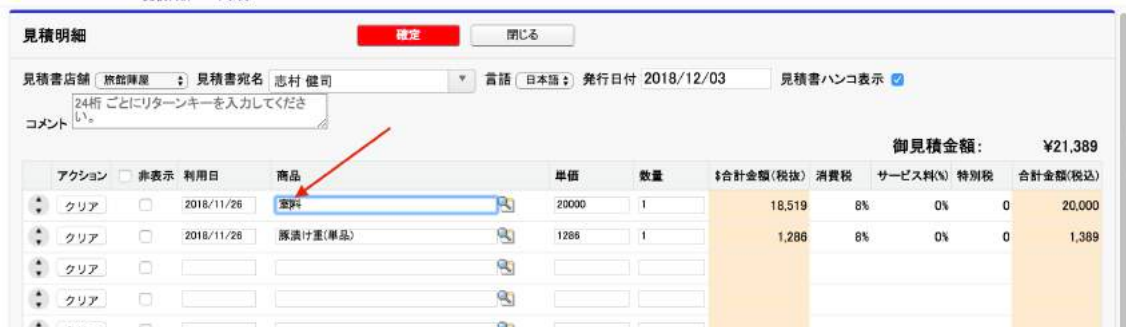 見積明細 確定 閉じる
見積書店舗 旅館陣屋 見積書宛名 志村 健司 言語 日本語 発行日付 2018/12/03 見積書ハンコ表示
コメント 24桁 ごとにリターンキーを入力してくださ
い。
御見積金額: ¥21,389
アクション 非表示 利用日 商品 単価 数量 $合計金額(税抜) 消費税 サービス料(%) 特別税 合計金額(税込)
クリア 2018/11/26 室料 20000 1 18,519 8% 0% 0 20,000
クリア 2018/11/26 豚漬け重(単品) 1286 1 1,286 8% 0% 0 1,389
クリア
クリア